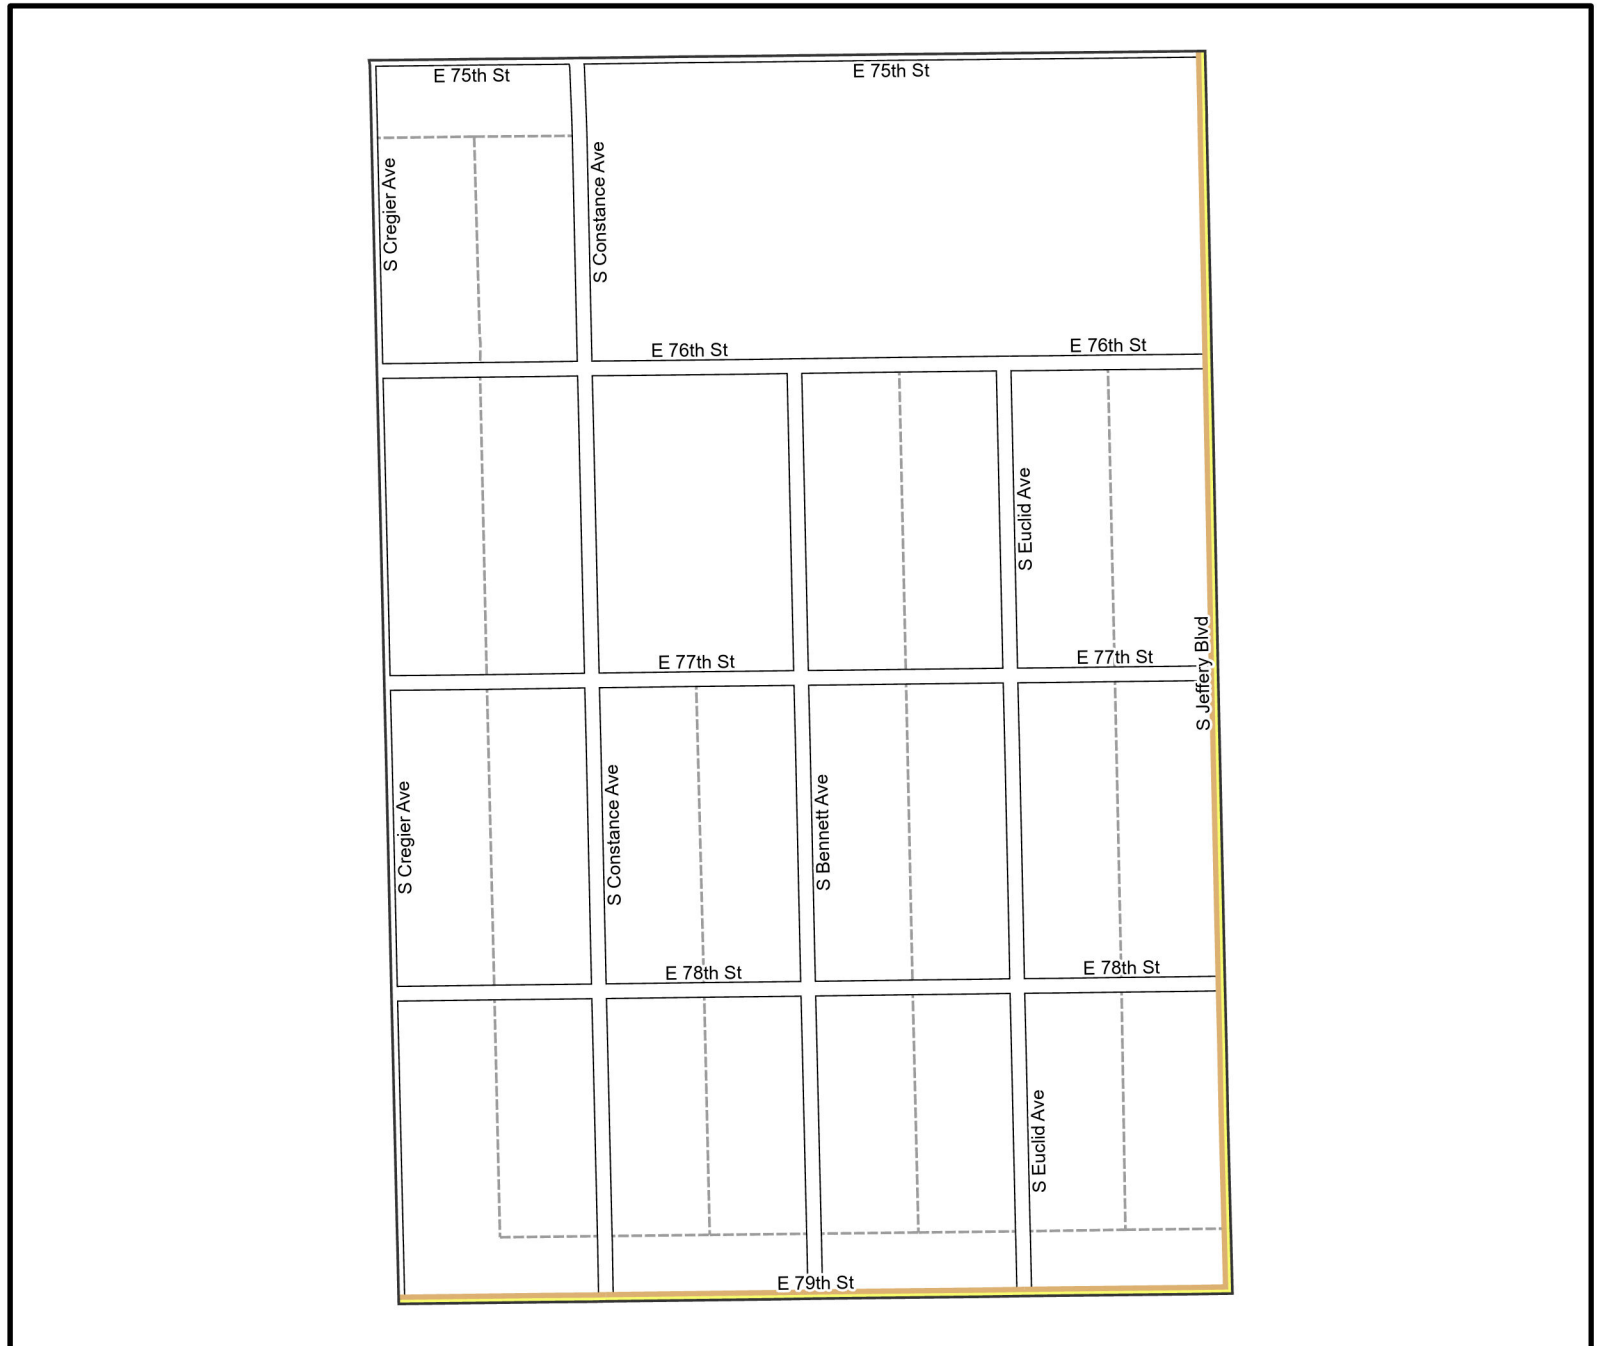 E 75th St
E 75th St
S Cregier Ave
S Constance Ave
E 76th St
E 76th St
S Euclid Ave
E 77th St
E 77th St
S Jeffery Blvd
S Cregier Ave
S Constance Ave
S Bennett Ave
E 78th St
E 78th St
S Euclid Ave
E 79th St